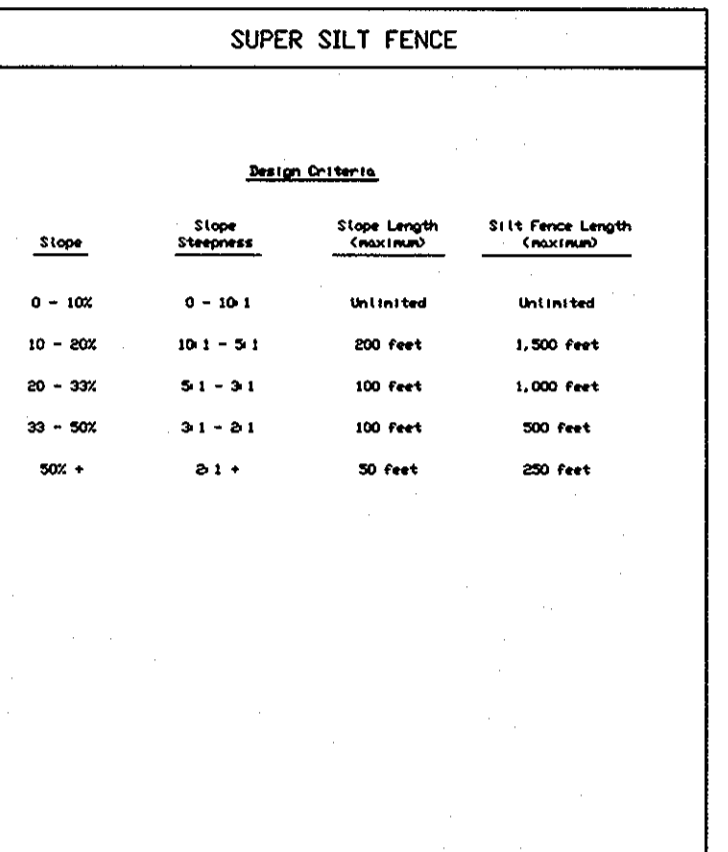 SUPER SILT FENCE
Design Criteria
Slope
Slope Steepness
Slope Length (maximum)
Silt Fence Length (maximum)
0 - 10% 0 - 10:1 Unlimited Unlimited
10 - 20% 10:1 - 5:1 200 feet 1,500 feet
20 - 33% 5:1 - 3:1 100 feet 1,000 feet
33 - 50% 3:1 - 2:1 100 feet 500 feet
50% + 2:1 + 50 feet 250 feet